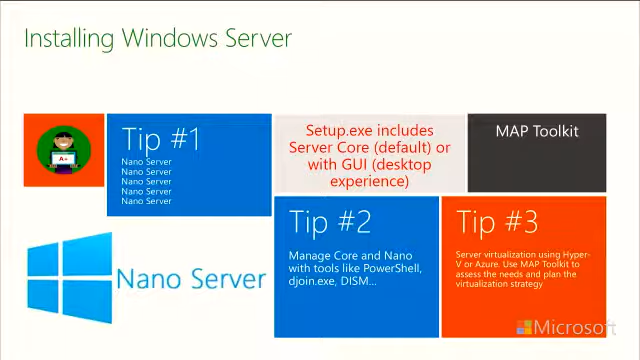 Installing Windows Server
A+
Tip #1
Nano Server
Nano Server
Nano Server
Nano Server
Nano Server
Setup.exe includes
Server Core (default) or
with GUI (desktop
experience)
MAP Toolkit
Nano Server
Tip #2
Manage Core and Nano
with tools like PowerShell,
djoin.exe, DISM...
Tip #3
Server virtualization using Hyper-
V or Azure. Use MAP Toolkit to
assess the needs and plan the
virtualization strategy
Microsoft